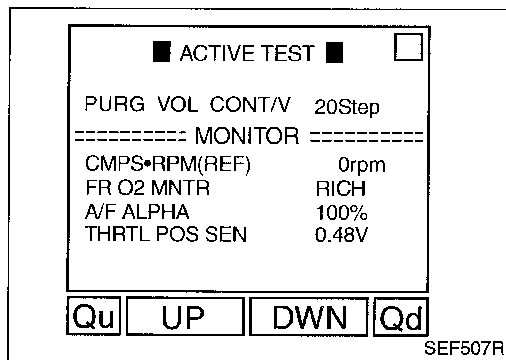 ■ ACTIVE TEST ■
PURG VOL CONT/V 20Step
========== MONITOR ==========
CMPS•RPM(REF) 0rpm
FR O2 MNTR RICH
A/F ALPHA 100%
THRTL POS SEN 0.48V
Qu UP DWN Qd
SEF507R